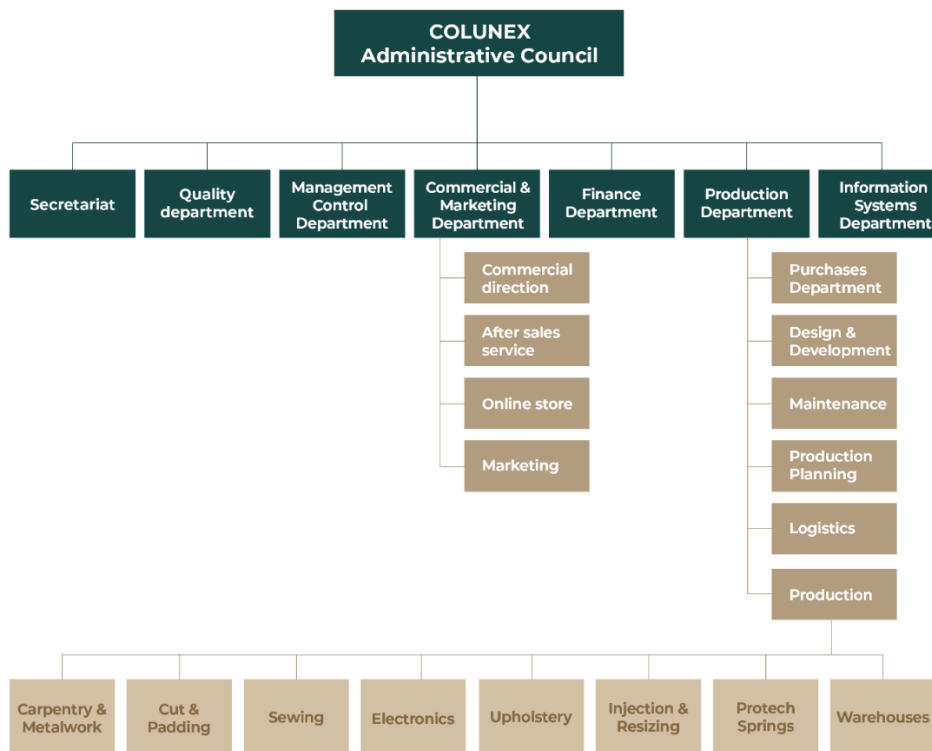 COLUNEX
Administrative Council
Secretariat
Quality
department
Management
Control
Department
Commercial &
Marketing
Department
Finance
Department
Production
Department
Information
Systems
Department
Commercial
direction
After sales
service
Online store
Marketing
Purchases
Department
Design &
Development
Maintenance
Production
Planning
Logistics
Production
Carpentry &
Metalwork
Cut &
Padding
Sewing
Electronics
Upholstery
Injection &
Resizing
Protech
Springs
Warehouses